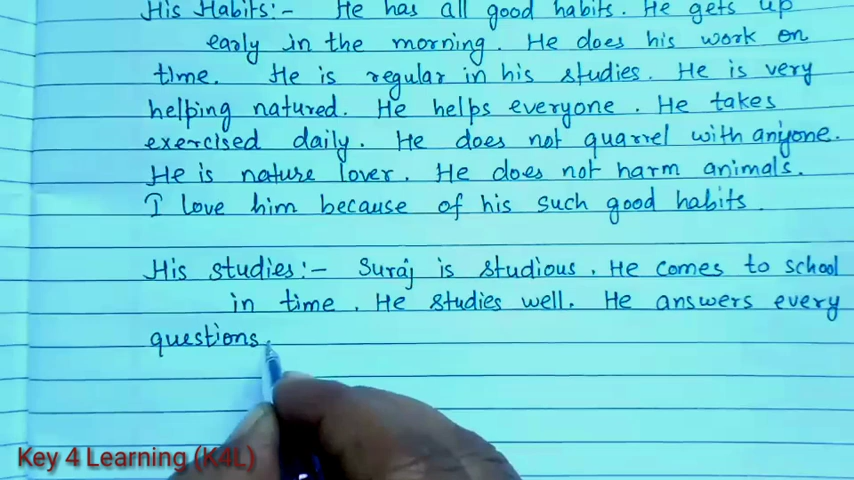 His Habits:- He has all good habits. He gets up
early in the morning. He does his work on
time. He is regular in his studies. He is very
helping natured. He helps everyone. He takes
exercised daily. He does not quarrel with anyone.
He is nature lover. He does not harm animals.
I love him because of his such good habits
His studies:- Suraj is studious. He comes to school
in time. He studies well. He answers every
questions.
Key 4 Learning (K4L)